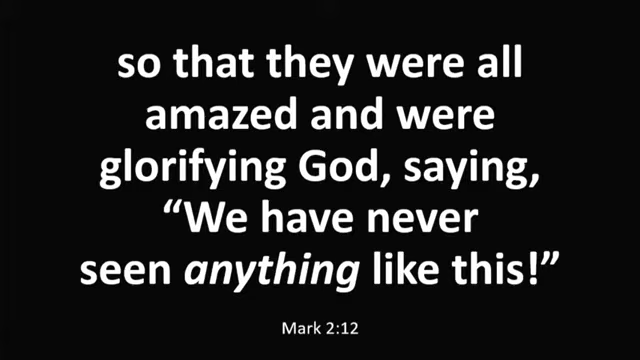 so that they were all
amazed and were
glorifying God, saying,
“We have never
seen anything like this!”
Mark 2:12